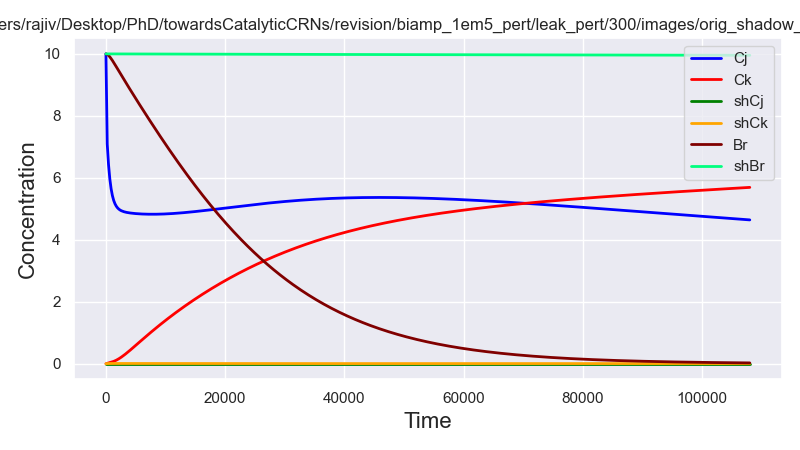 ers/rajiv/Desktop/PhD/towardsCatalyticCRNs/revision/biamp_1em5_pert/leak_pert/300/images/orig_shadow_
10
8
6
4
2
0
Concentration
0
20000
40000
60000
80000
100000
Time
Cj
Ck
shCj
shCk
Br
shBr